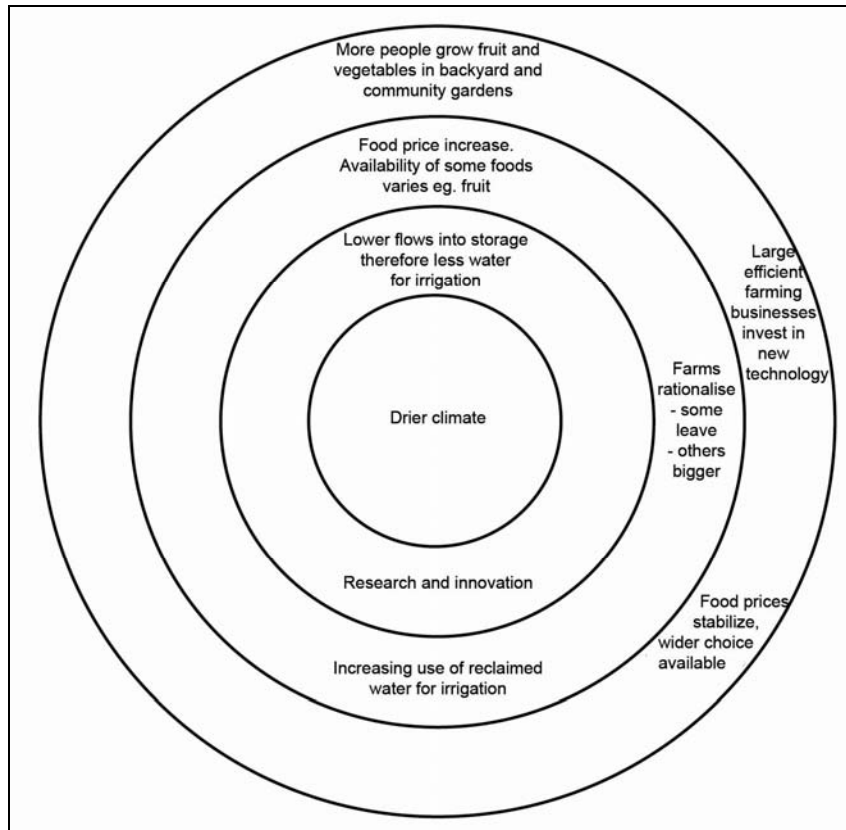 More people grow fruit and
vegetables in backyard and
community gardens
Food price increase.
Availability of some foods
varies eg. fruit
Lower flows into storage
therefore less water
for irrigation
Large
efficient
farming
businesses
invest in
new
technology
Farms
rationalise
- some
leave
- others
bigger
Drier climate
Research and innovation
Food prices
stabilize,
wider choice
available
Increasing use of reclaimed
water for irrigation